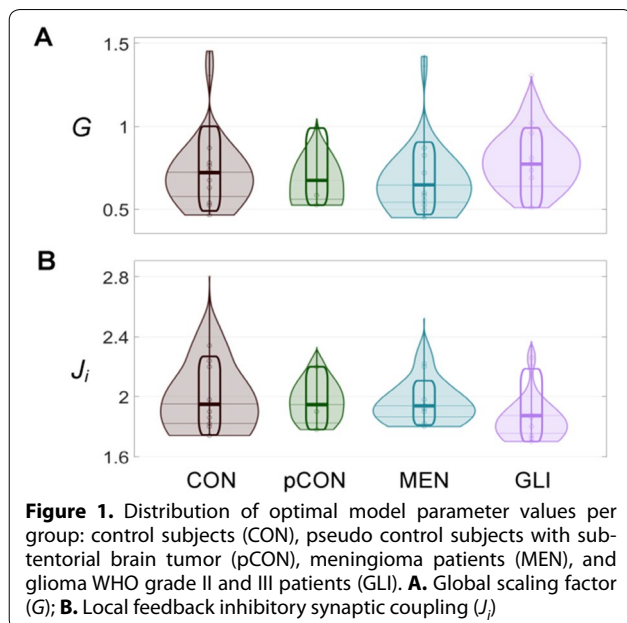 A
1.5
G
1
0.5
B
2.8
2.4
J_i
2
1.6
CON pCON MEN GLI
Figure 1. Distribution of optimal model parameter values per
group: control subjects (CON), pseudo control subjects with sub-
tentorial brain tumor (pCON), meningioma patients (MEN), and
glioma WHO grade II and III patients (GLI). A. Global scaling factor
(G); B. Local feedback inhibitory synaptic coupling (J_i)